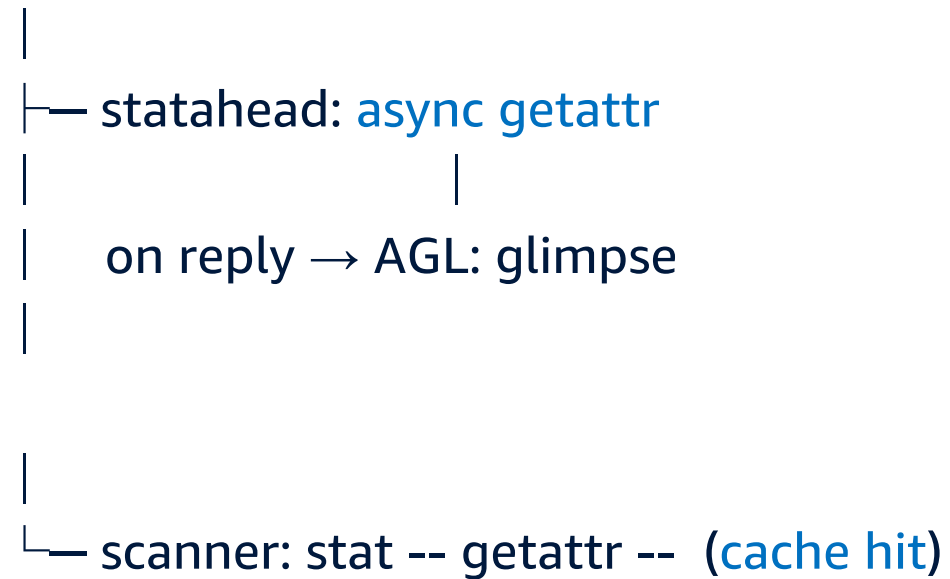 │
├─ statahead: async getattr
│ │
│ on reply → AGL: glimpse
│
│
└─ scanner: stat -- getattr -- (cache hit)